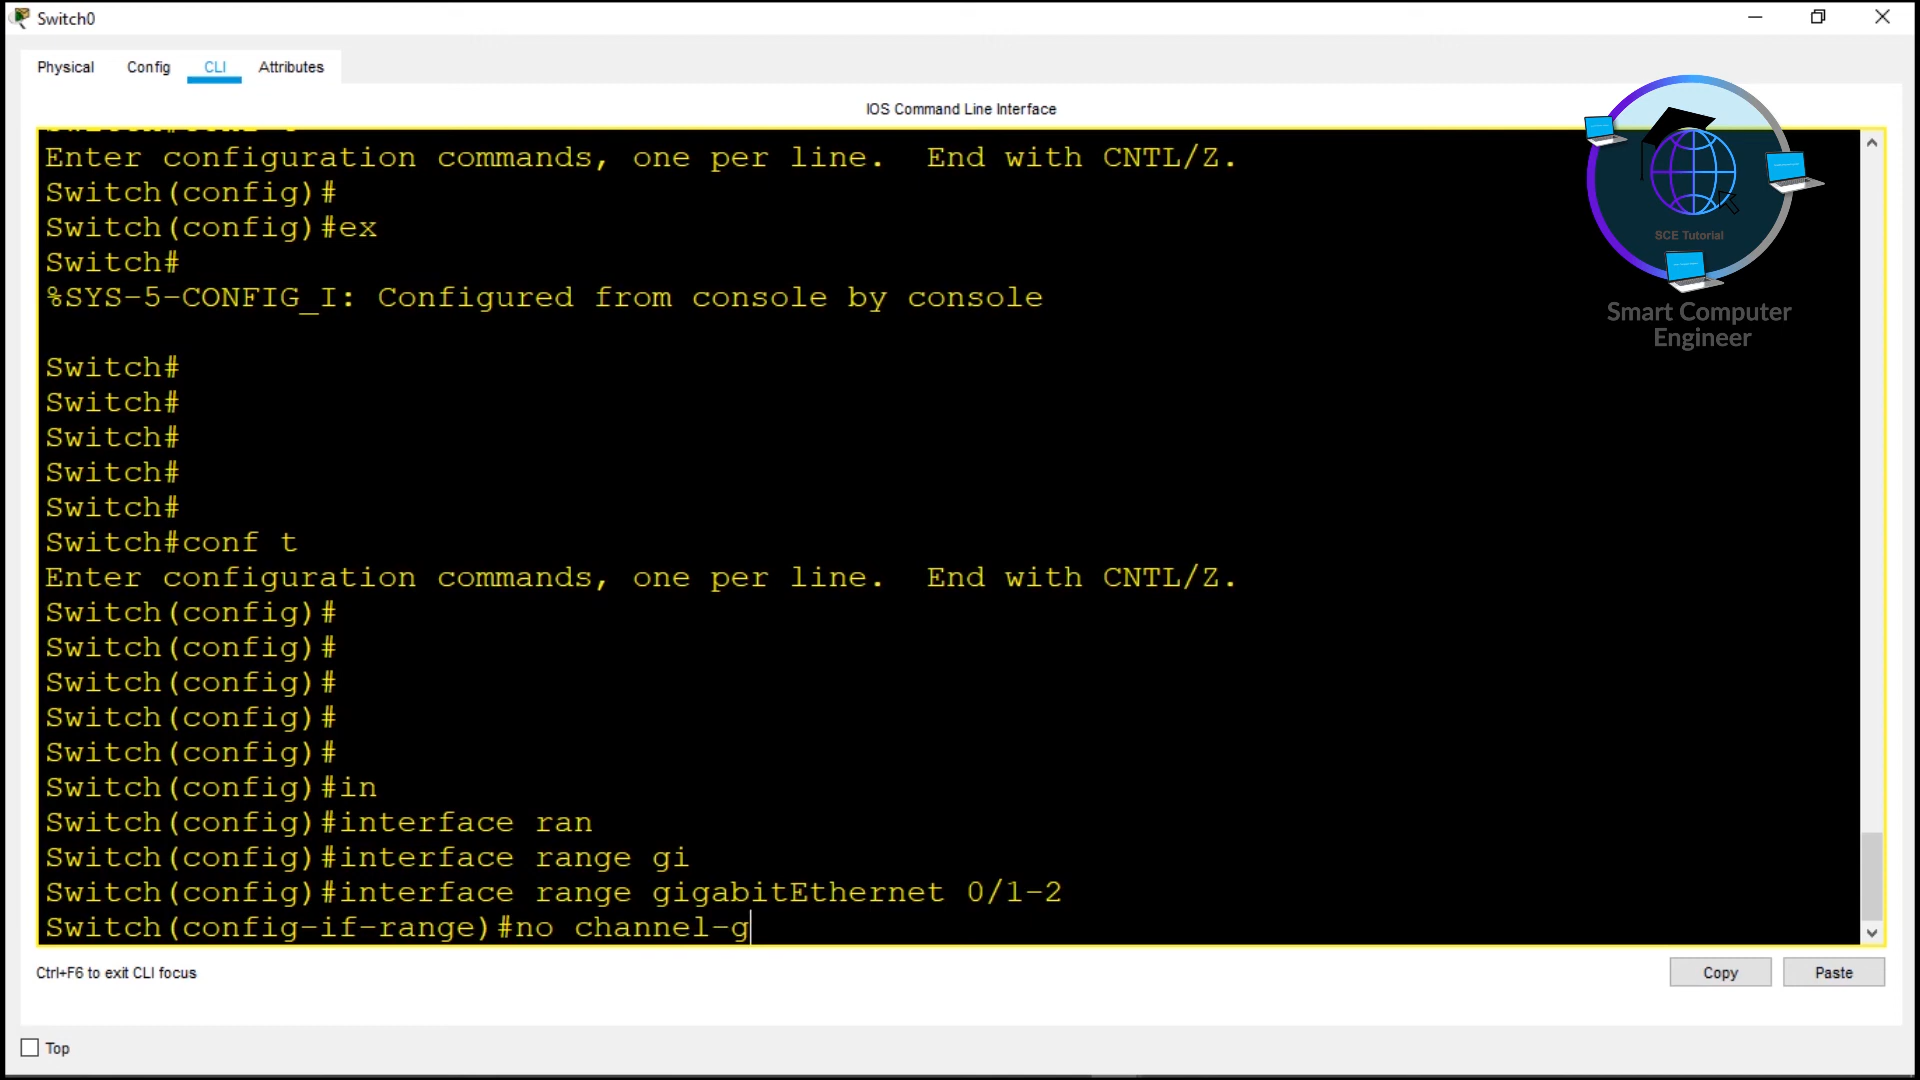 Switch0
Physical Config CLI Attributes
IOS Command Line Interface
Enter configuration commands, one per line.  End with CNTL/Z.
Switch(config)#
Switch(config)#ex
Switch#
%SYS-5-CONFIG_I: Configured from console by console
Switch#
Switch#
Switch#
Switch#
Switch#
Switch#conf t
Enter configuration commands, one per line.  End with CNTL/Z.
Switch(config)#
Switch(config)#
Switch(config)#
Switch(config)#
Switch(config)#
Switch(config)#in
Switch(config)#interface ran
Switch(config)#interface range gi
Switch(config)#interface range gigabitEthernet 0/1-2
Switch(config-if-range)#no channel-g
SCE Tutorial
Smart Computer
Engineer
Ctrl+F6 to exit CLI focus
Copy Paste
Top